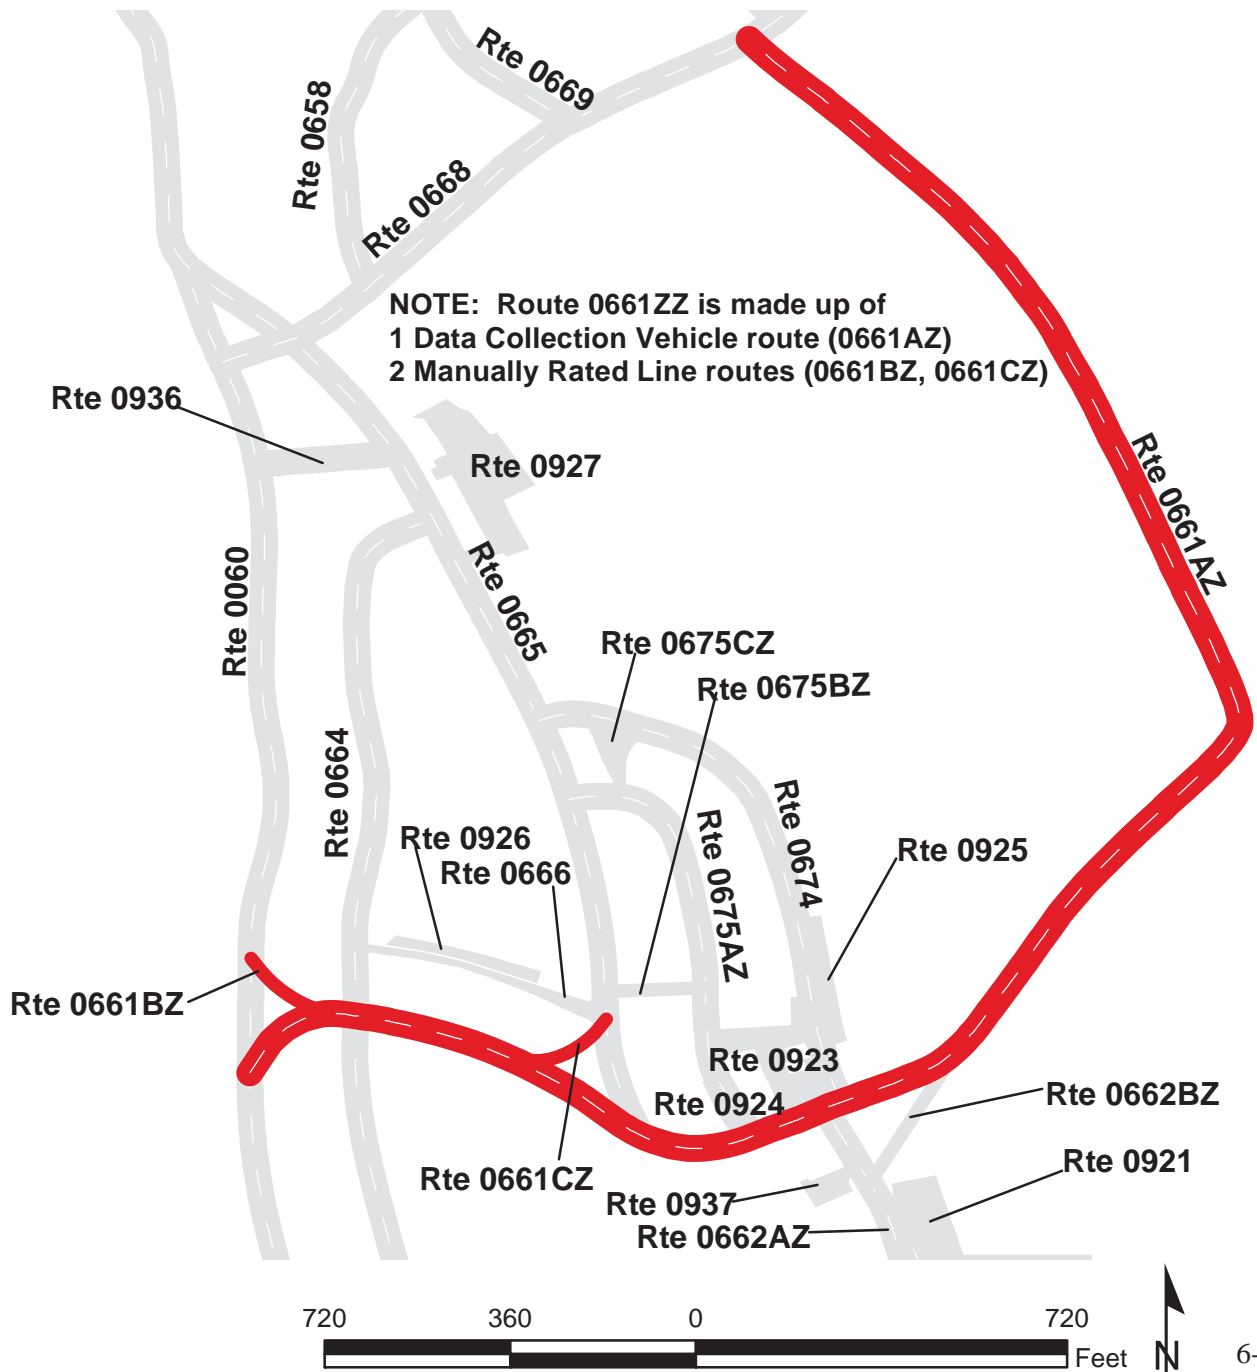 Rte 0669
Rte 0658
Rte 0668
NOTE:  Route 0661ZZ is made up of
1 Data Collection Vehicle route (0661AZ)
2 Manually Rated Line routes (0661BZ, 0661CZ)
Rte 0936
Rte 0927
Rte 0661AZ
Rte 0060
Rte 0665
Rte 0675CZ
Rte 0675BZ
Rte 0664
Rte 0674
Rte 0926
Rte 0666
Rte 0675AZ
Rte 0925
Rte 0661BZ
Rte 0923
Rte 0924
Rte 0662BZ
Rte 0661CZ
Rte 0921
Rte 0937
Rte 0662AZ
720 360 0 720
Feet
N
6-